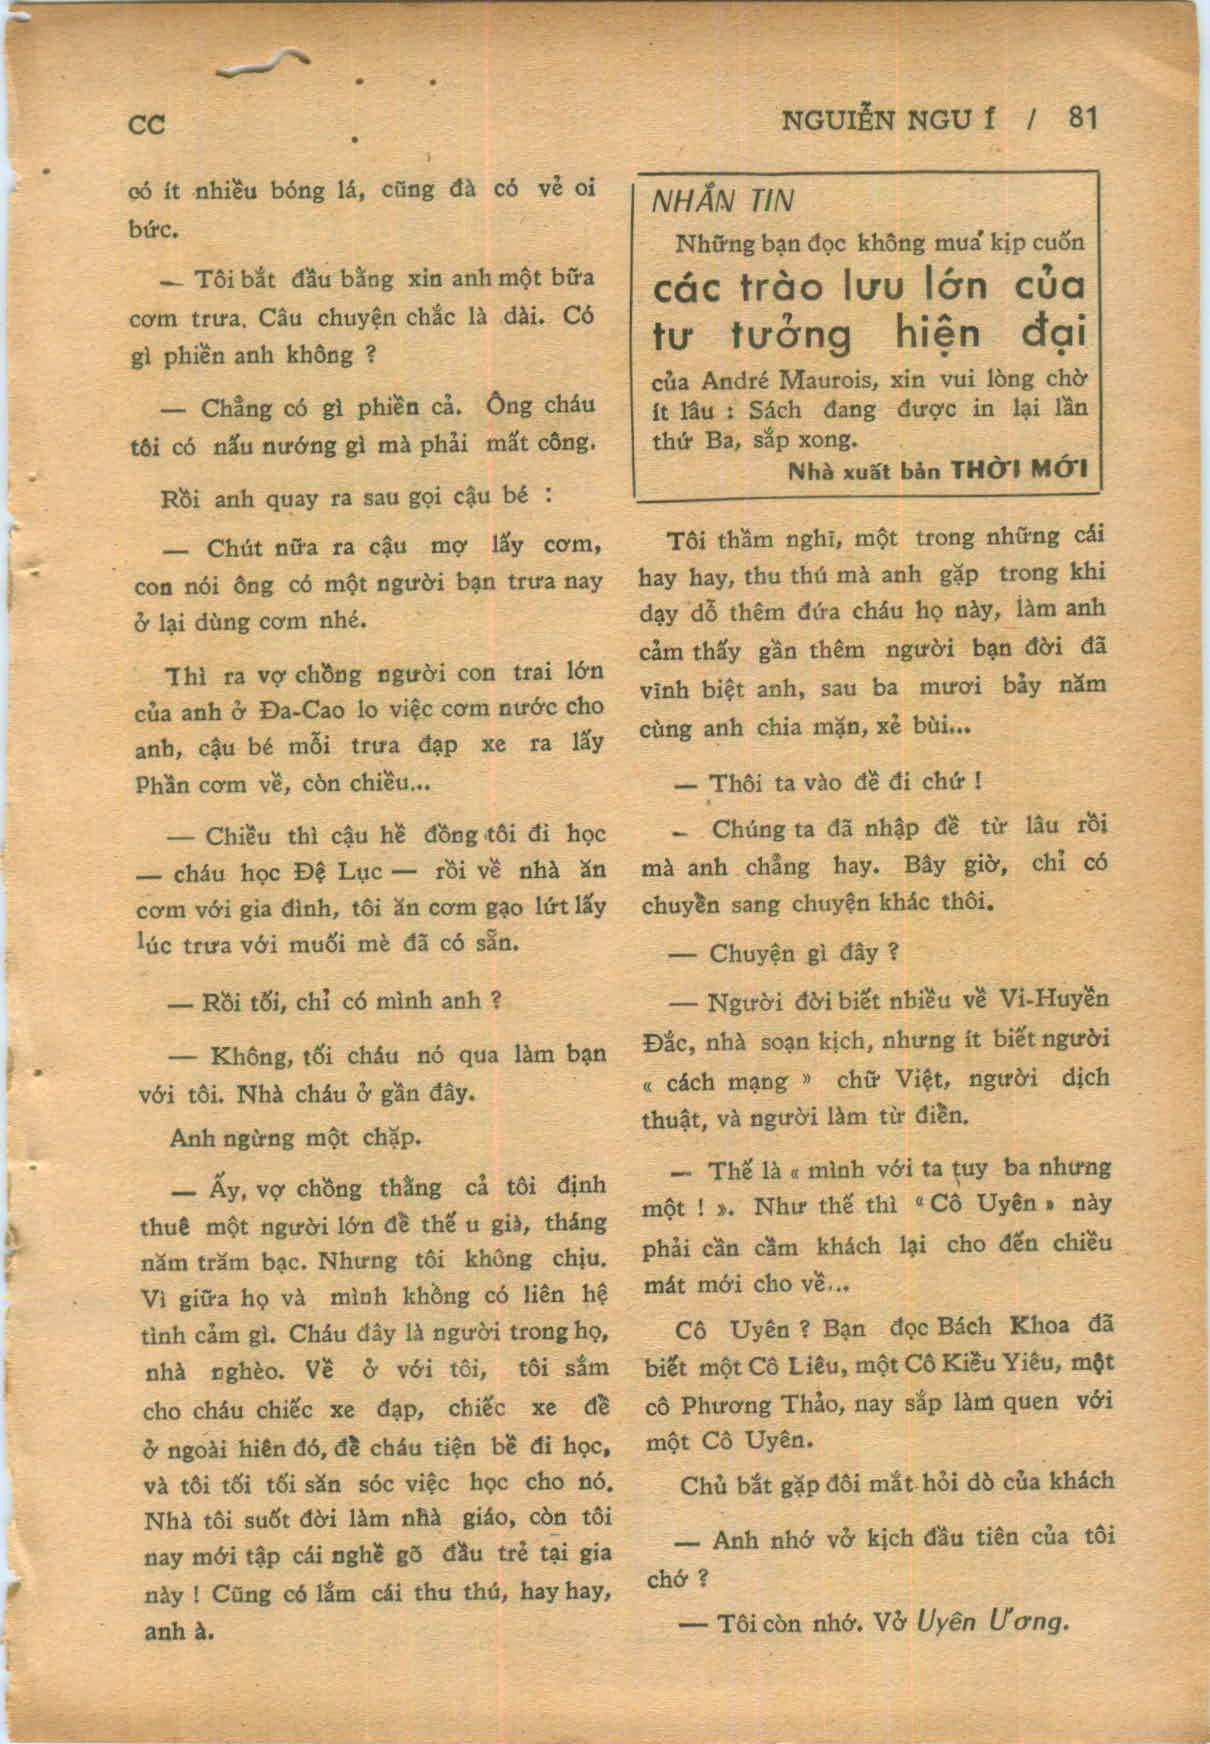 CC
NGUIỄN NGU Í / 81
có ít nhiều bóng lá, cũng đà có vẻ oi
bức.
— Tôi bắt đầu bằng xin anh một bữa
cơm trưa. Câu chuyện chắc là dài. Có
gì phiền anh không ?
— Chẳng có gì phiền cả. Ông cháu
tôi có nấu nướng gì mà phải mất công.
Rồi anh quay ra sau gọi cậu bé :
— Chút nữa ra cậu mợ lấy cơm,
con nói ông có một người bạn trưa nay
ở lại dùng cơm nhé.
Thì ra vợ chồng người con trai lớn
của anh ở Đa-Cao lo việc cơm nước cho
anh, cậu bé mỗi trưa đạp xe ra lấy
Phần cơm về, còn chiều...
— Chiều thì cậu hề đồng tôi đi học
— cháu học Đệ Lục — rồi về nhà ăn
cơm với gia đình, tôi ăn cơm gạo lứt lấy
lúc trưa với muối mè đã có sẵn.
— Rồi tối, chỉ có mình anh ?
— Không, tối cháu nó qua làm bạn
với tôi. Nhà cháu ở gần đây.
Anh ngừng một chặp.
— Ấy, vợ chồng thằng cả tôi định
thuê một người lớn để thế u già, tháng
năm trăm bạc. Nhưng tôi không chịu.
Vì giữa họ và mình không có liên hệ
tình cảm gì. Cháu đây là người trong họ,
nhà nghèo. Về ở với tôi, tôi sắm
cho cháu chiếc xe đạp, chiếc xe để
ở ngoài hiên đó, để cháu tiện bề đi học,
và tôi tối tối săn sóc việc học cho nó.
Nhà tôi suốt đời làm nhà giáo, còn tôi
nay mới tập cái nghề gõ đầu trẻ tại gia
này ! Cũng có lắm cái thu thú, hay hay,
anh à.
NHẮN TIN
Những bạn đọc không mua kịp cuốn
các trào lưu lớn của
tư tưởng hiện đại
của André Maurois, xin vui lòng chờ
ít lâu : Sách đang được in lại lần
thứ Ba, sắp xong.
Nhà xuất bản THỜI MỚI
Tôi thầm nghĩ, một trong những cái
hay hay, thu thú mà anh gặp trong khi
dạy dỗ thêm đứa cháu họ này, làm anh
cảm thấy gần thêm người bạn đời đã
vĩnh biệt anh, sau ba mươi bảy năm
cùng anh chia mặn, xẻ bùi...
— Thôi ta vào đề đi chứ !
— Chúng ta đã nhập đề từ lâu rồi
mà anh chẳng hay. Bây giờ, chỉ có
chuyển sang chuyện khác thôi.
— Chuyện gì đây ?
— Người đời biết nhiều về Vi-Huyền
Đắc, nhà soạn kịch, nhưng ít biết người
« cách mạng » chữ Việt, người dịch
thuật, và người làm từ điển.
— Thế là « mình với ta tuy ba nhưng
một ! ». Như thế thì « Cô Uyên » này
phải cần cầm khách lại cho đến chiều
mát mới cho về...
Cô Uyên ? Bạn đọc Bách Khoa đã
biết một Cô Liêu, một Cô Kiều Yiêu, một
cô Phương Thảo, nay sắp làm quen với
một Cô Uyên.
Chủ bắt gặp đôi mắt hỏi dò của khách
— Anh nhớ vở kịch đầu tiên của tôi
chớ ?
— Tôi còn nhớ. Vở Uyên Ương.